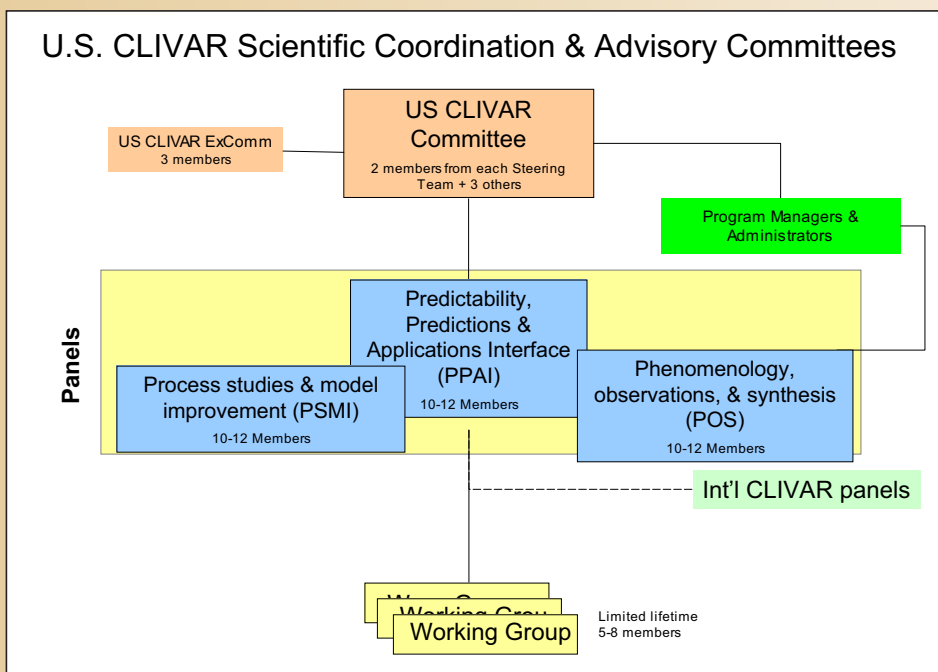 U.S. CLIVAR Scientific Coordination & Advisory Committees
US CLIVAR
Committee
2 members from each Steering
Team + 3 others
US CLIVAR ExComm
3 members
Program Managers &
Administrators
Panels
Predictability,
Predictions &
Applications Interface
(PPAI)
10-12 Members
Process studies & model
improvement (PSMI)
10-12 Members
Phenomenology,
observations, & synthesis
(POS)
10-12 Members
Int'l CLIVAR panels
Working Group
Limited lifetime
5-8 members